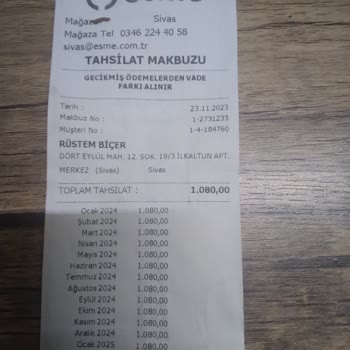 esme
Mağaza Sivas
Mağaza Tel 0346 224 40 58
sivas@esme.com.tr
TAHSİLAT MAKBUZU
GECİKMİŞ ÖDEMELERDEN VADE
FARKI ALINIR
Tarih : 23.11.2023
Makbuz No : 1-2731233
Müşteri No : 1-4-184760
RÜSTEM BİÇER
DÖRT EYLÜL MAH. 12. SOK. 19/3 İLKALTUN APT.
MERKEZ (Sivas) Sivas
TOPLAM TAHSİLAT : 1.080,00
Ocak 2024 1.080,00
Şubat 2024 1.080,00
Mart 2024 1.080,00
Nisan 2024 1.080,00
Mayıs 2024 1.080,00
Haziran 2024 1.080,00
Temmuz 2024 1.080,00
Ağustos 2024 1.080,00
Eylül 2024 1.080,00
Ekim 2024 1.080,00
Kasım 2024 1.080,00
Aralık 2024 1.080,00
Ocak 2025 1.080,00